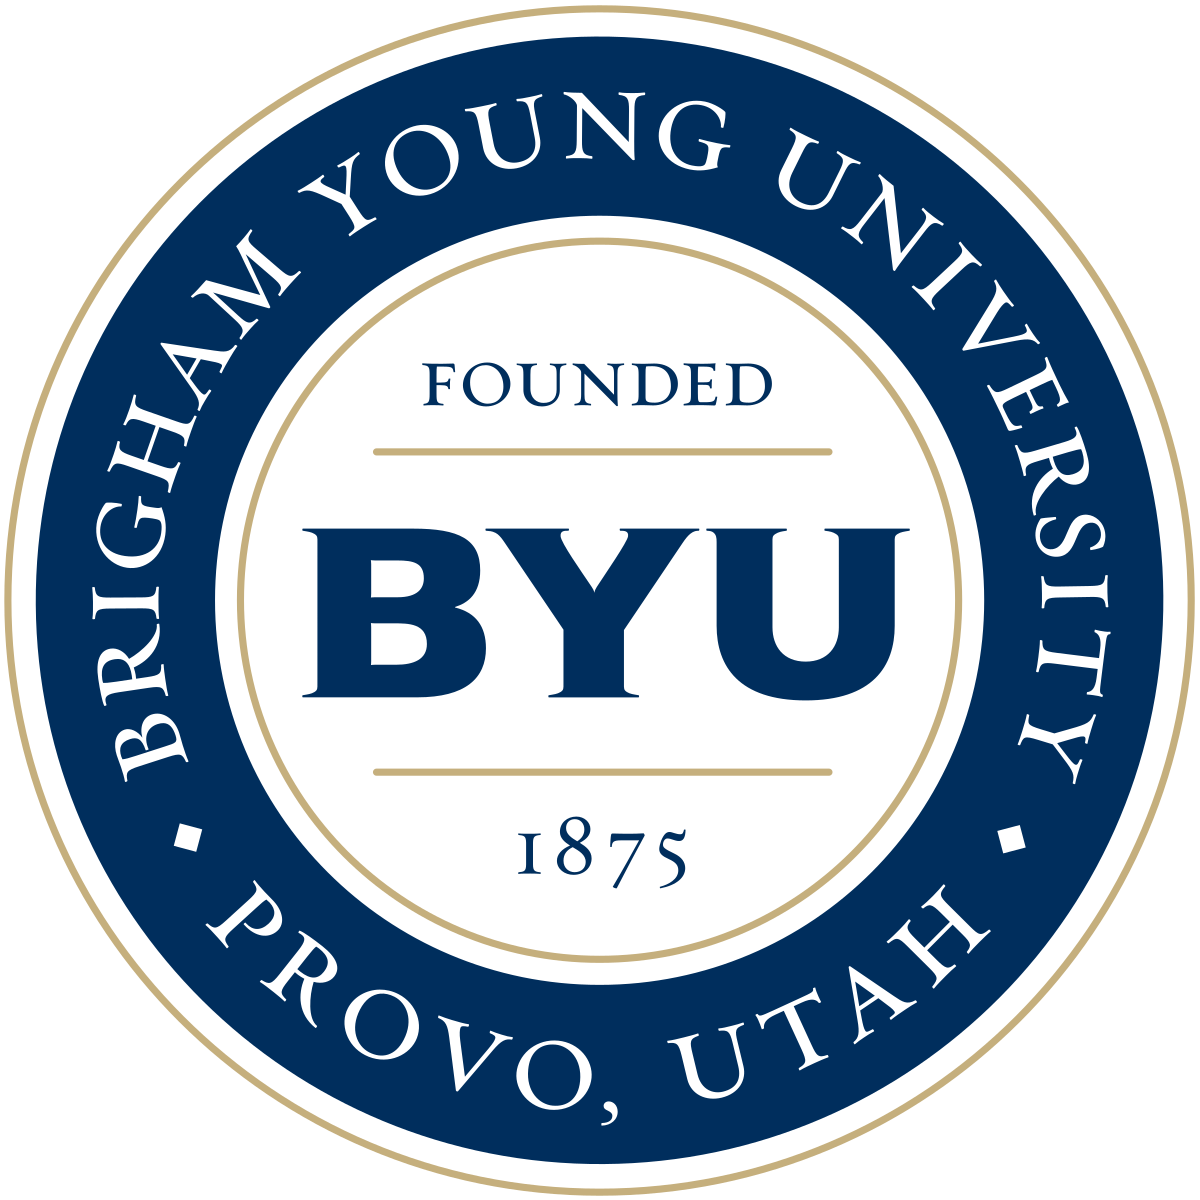 BRIGHAM YOUNG UNIVERSITY
FOUNDED
BYU
1875
PROVO, UTAH